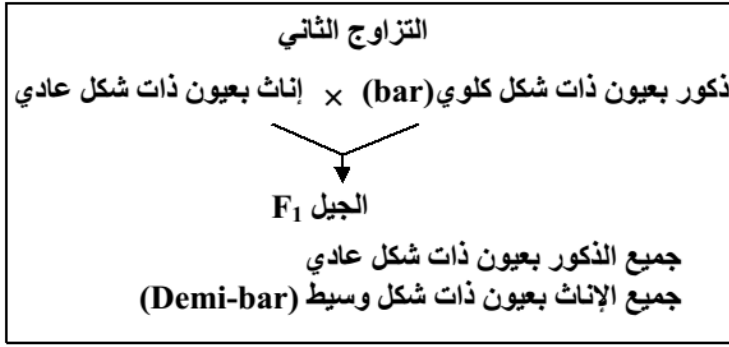 التزاوج الثاني
ذكور بعيون ذات شكل كلوي(bar) × إناث بعيون ذات شكل عادي
الجيل F₁
جميع الذكور بعيون ذات شكل عادي
جميع الإناث بعيون ذات شكل وسيط (Demi-bar)